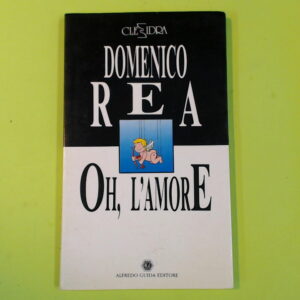 CLESSIDRA
DOMENICO
REA
OH, L'AMORE
ALFREDO GUIDA EDITORE